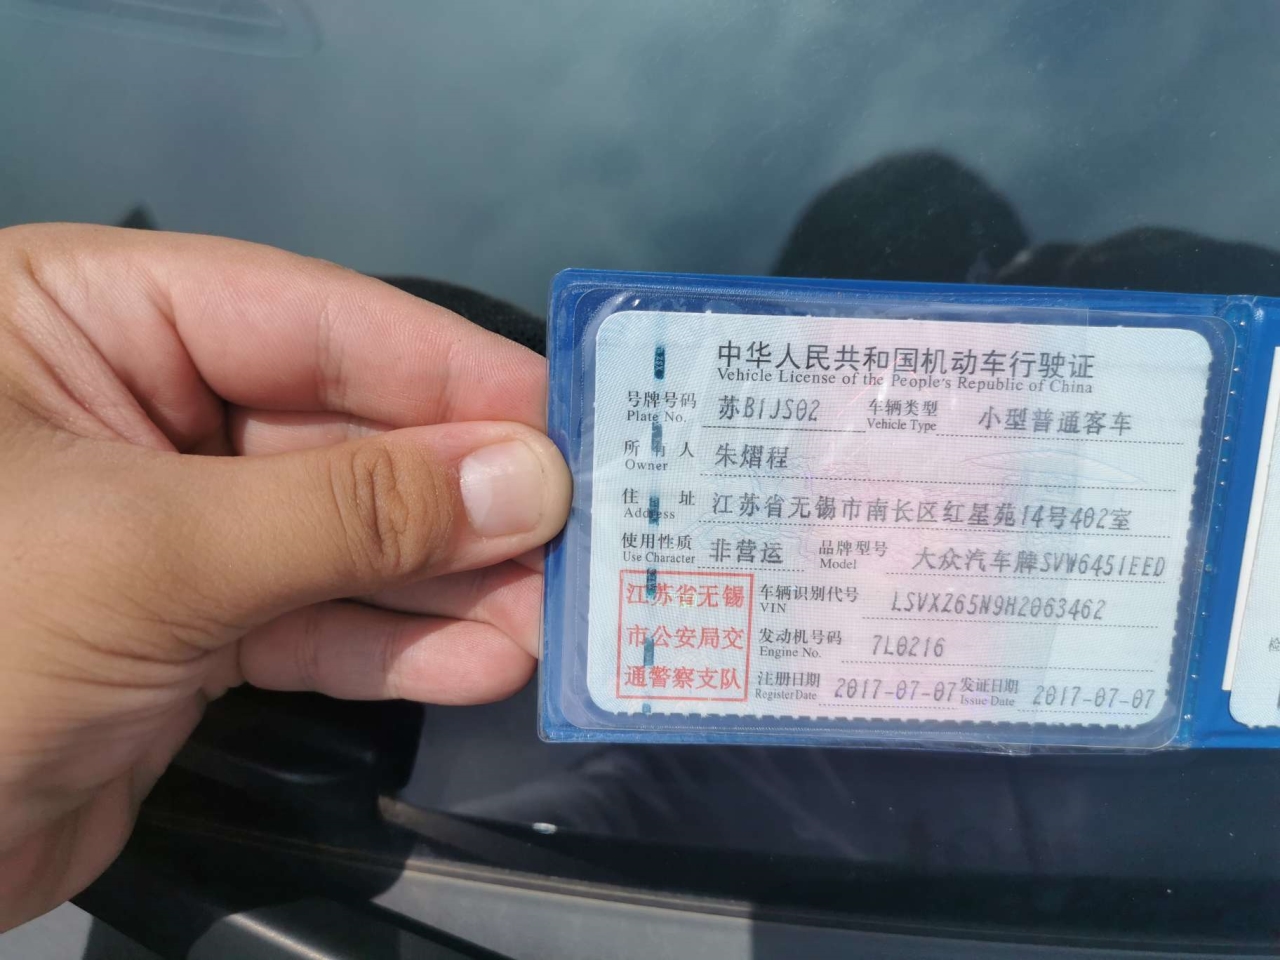 中华人民共和国机动车行驶证
Vehicle License of the People's Republic of China
号牌号码 苏B1JS02 车辆类型 小型普通客车
Plate No. Vehicle Type
所有人 朱熠程
Owner
住址 江苏省无锡市南长区红星苑14号402室
Address
使用性质 非营运 品牌型号 大众汽车牌SVW6451EED
Use Character Model
江苏省无锡 车辆识别代号 LSVXZ65N9H2063462
VIN
市公安局交 发动机号码 7L0216
Engine No.
通警察支队 注册日期 2017-07-07 发证日期 2017-07-07
Register Date Issue Date